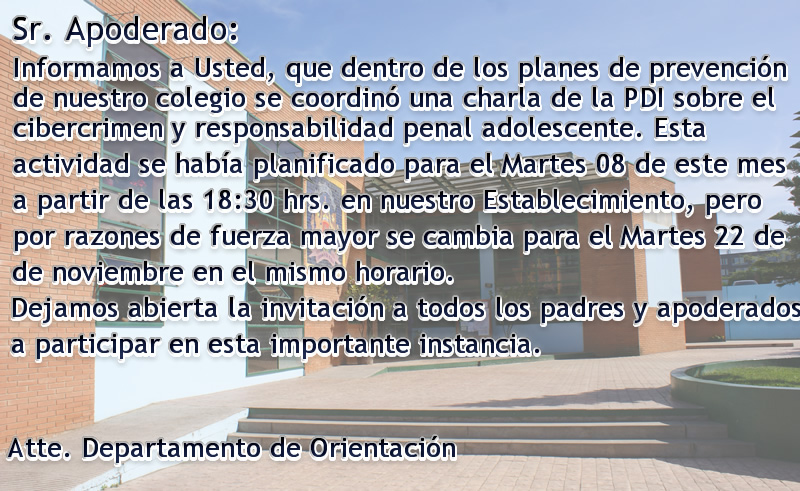 Sr. Apoderado:
Informamos a Usted, que dentro de los planes de prevención
de nuestro colegio se coordinó una charla de la PDI sobre el
cibercrimen y responsabilidad penal adolescente. Esta
actividad se había planificado para el Martes 08 de este mes
a partir de las 18:30 hrs. en nuestro Establecimiento, pero
por razones de fuerza mayor se cambia para el Martes 22 de
de noviembre en el mismo horario.
Dejamos abierta la invitación a todos los padres y apoderados
a participar en esta importante instancia.
Atte. Departamento de Orientación